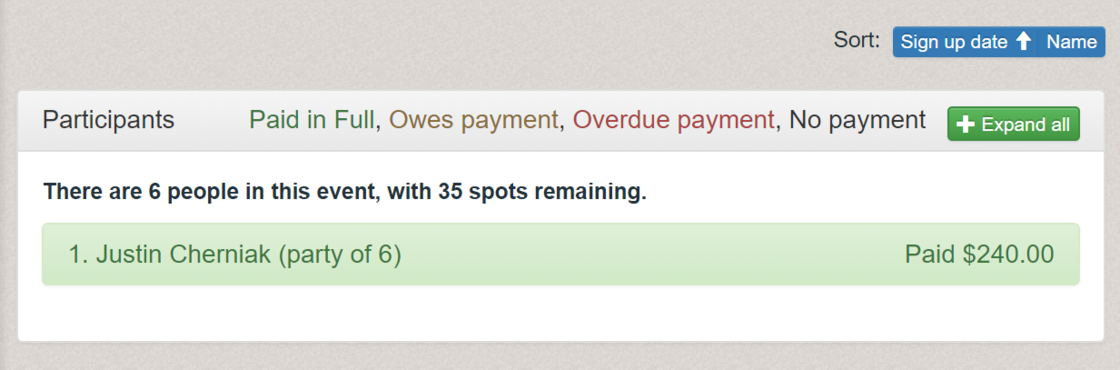 Sort: Sign up date Name
Participants Paid in Full, Owes payment, Overdue payment, No payment Expand all
There are 6 people in this event, with 35 spots remaining.
1. Justin Cherniak (party of 6) Paid $240.00